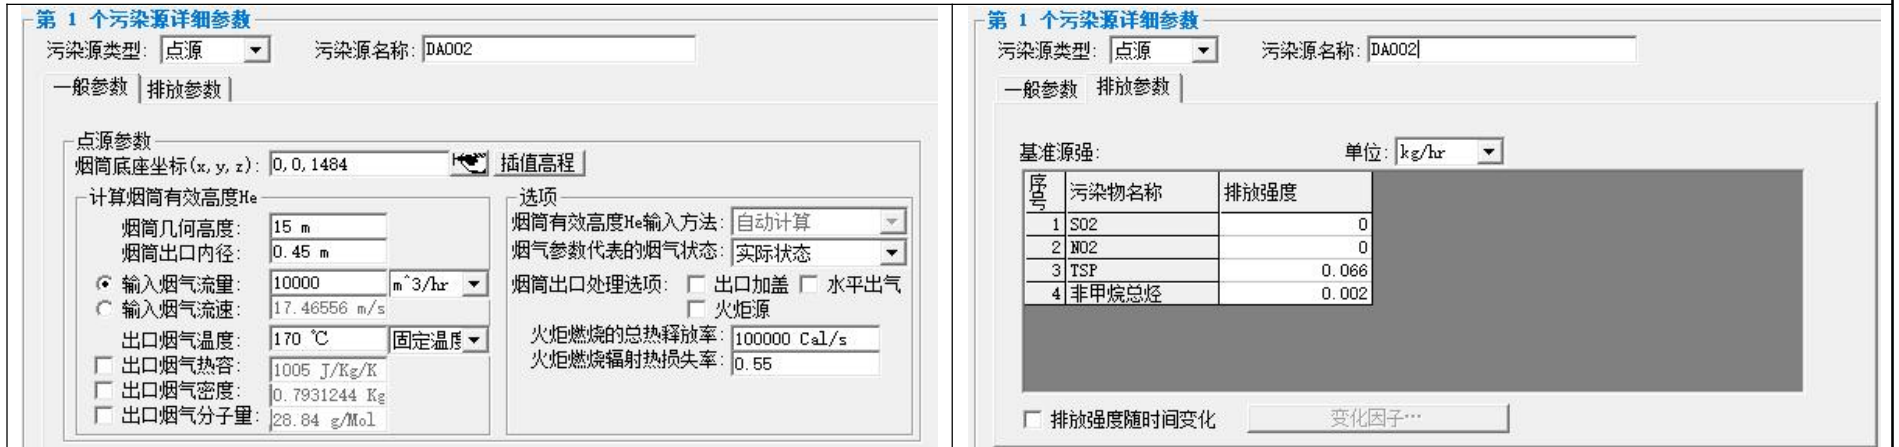 第 1 个污染源详细参数
污染源类型: 点源 污染源名称: DA002
一般参数 排放参数
点源参数
烟筒底座坐标(x, y, z): 0, 0, 1484 插值高程
计算烟筒有效高度He
烟筒几何高度: 15 m
烟筒出口内径: 0.45 m
输入烟气流量: 10000 m^3/hr
输入烟气流速: 17.46556 m/s
出口烟气温度: 170 ℃ 固定温度
出口烟气热容: 1005 J/Kg/K
出口烟气密度: 0.7931244 Kg
出口烟气分子量: 28.84 g/Mol
选项
烟筒有效高度He输入方法: 自动计算
烟气参数代表的烟气状态: 实际状态
烟筒出口处理选项: 出口加盖 水平出气
火炬源
火炬燃烧的总热释放率: 100000 Cal/s
火炬燃烧辐射热损失率: 0.55
第 1 个污染源详细参数
污染源类型: 点源 污染源名称: DA002
一般参数 排放参数
基准源强: 单位: kg/hr
序号 污染物名称 排放强度
1 SO2 0
2 NO2 0
3 TSP 0.066
4 非甲烷总烃 0.002
排放强度随时间变化 变化因子…